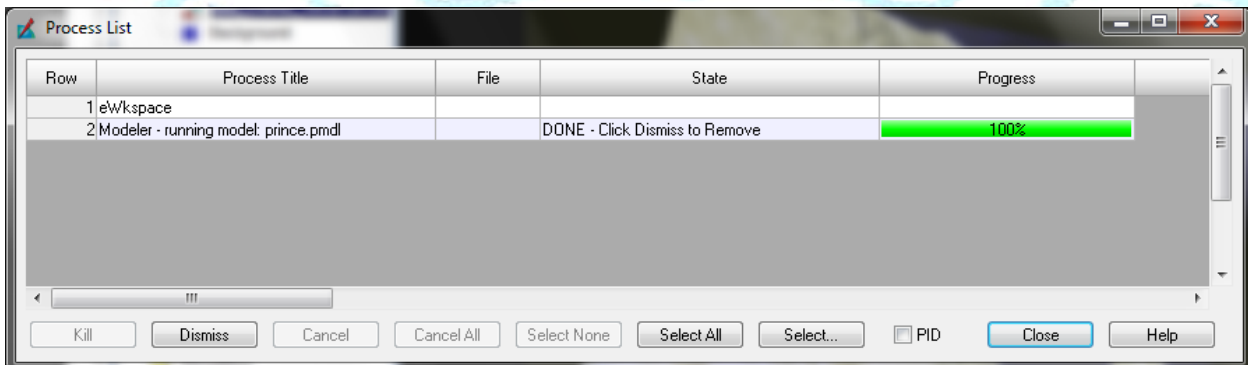 Process List
Row Process Title File State Progress
1 eWkspace
2 Modeler - running model: prince.pmdl DONE - Click Dismiss to Remove 100%
Kill Dismiss Cancel Cancel All Select None Select All Select... PID Close Help